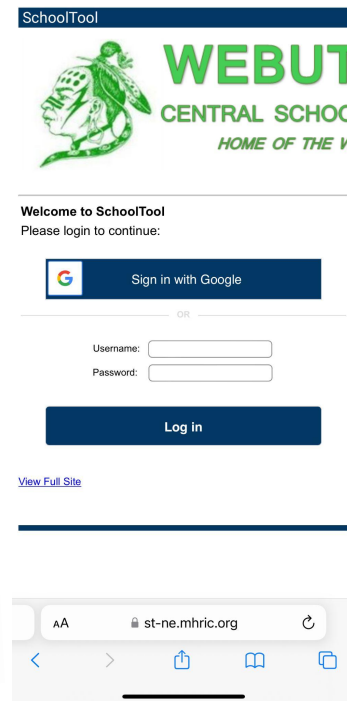 SchoolTool
WEBUT
CENTRAL SCHOO
HOME OF THE W
Welcome to SchoolTool
Please login to continue:
G
Sign in with Google
OR
Username:
Password:
Log in
View Full Site
AA
st-ne.mhric.org